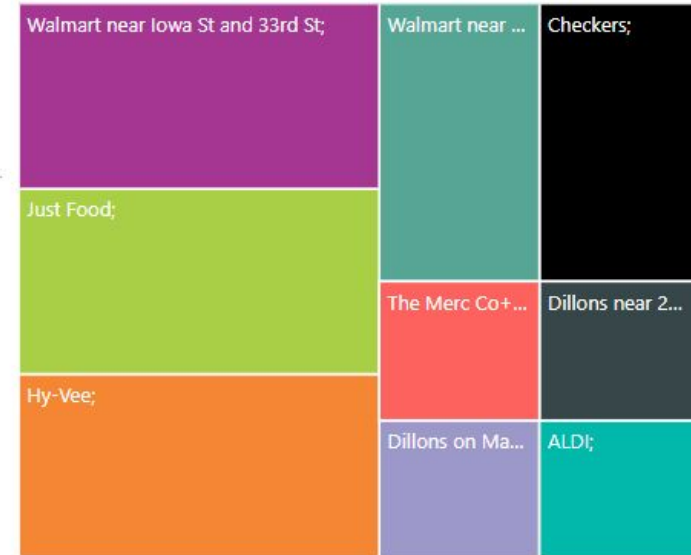 Walmart near Iowa St and 33rd St;
Walmart near ...
Checkers;
Just Food;
The Merc Co+...
Dillons near 2...
Hy-Vee;
Dillons on Ma...
ALDI;